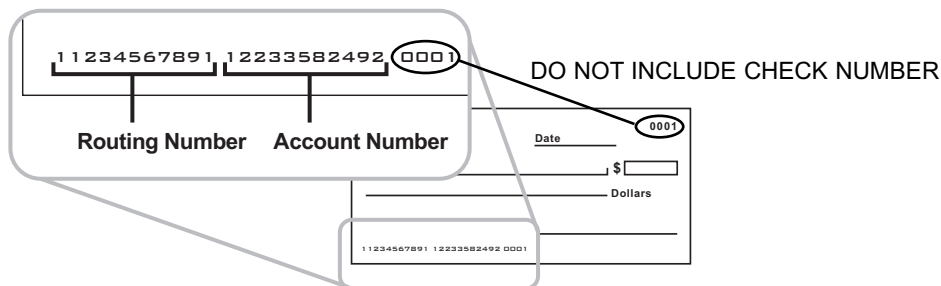 11234567891 12233582492 0001
DO NOT INCLUDE CHECK NUMBER
Routing Number Account Number
0001
Date
$
Dollars
11234567891 12233582492 0001